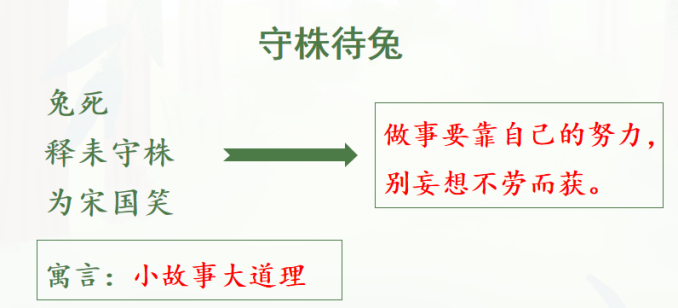 守株待兔
兔死
释耒守株
为宋国笑
做事要靠自己的努力，
别妄想不劳而获。
寓言：小故事大道理